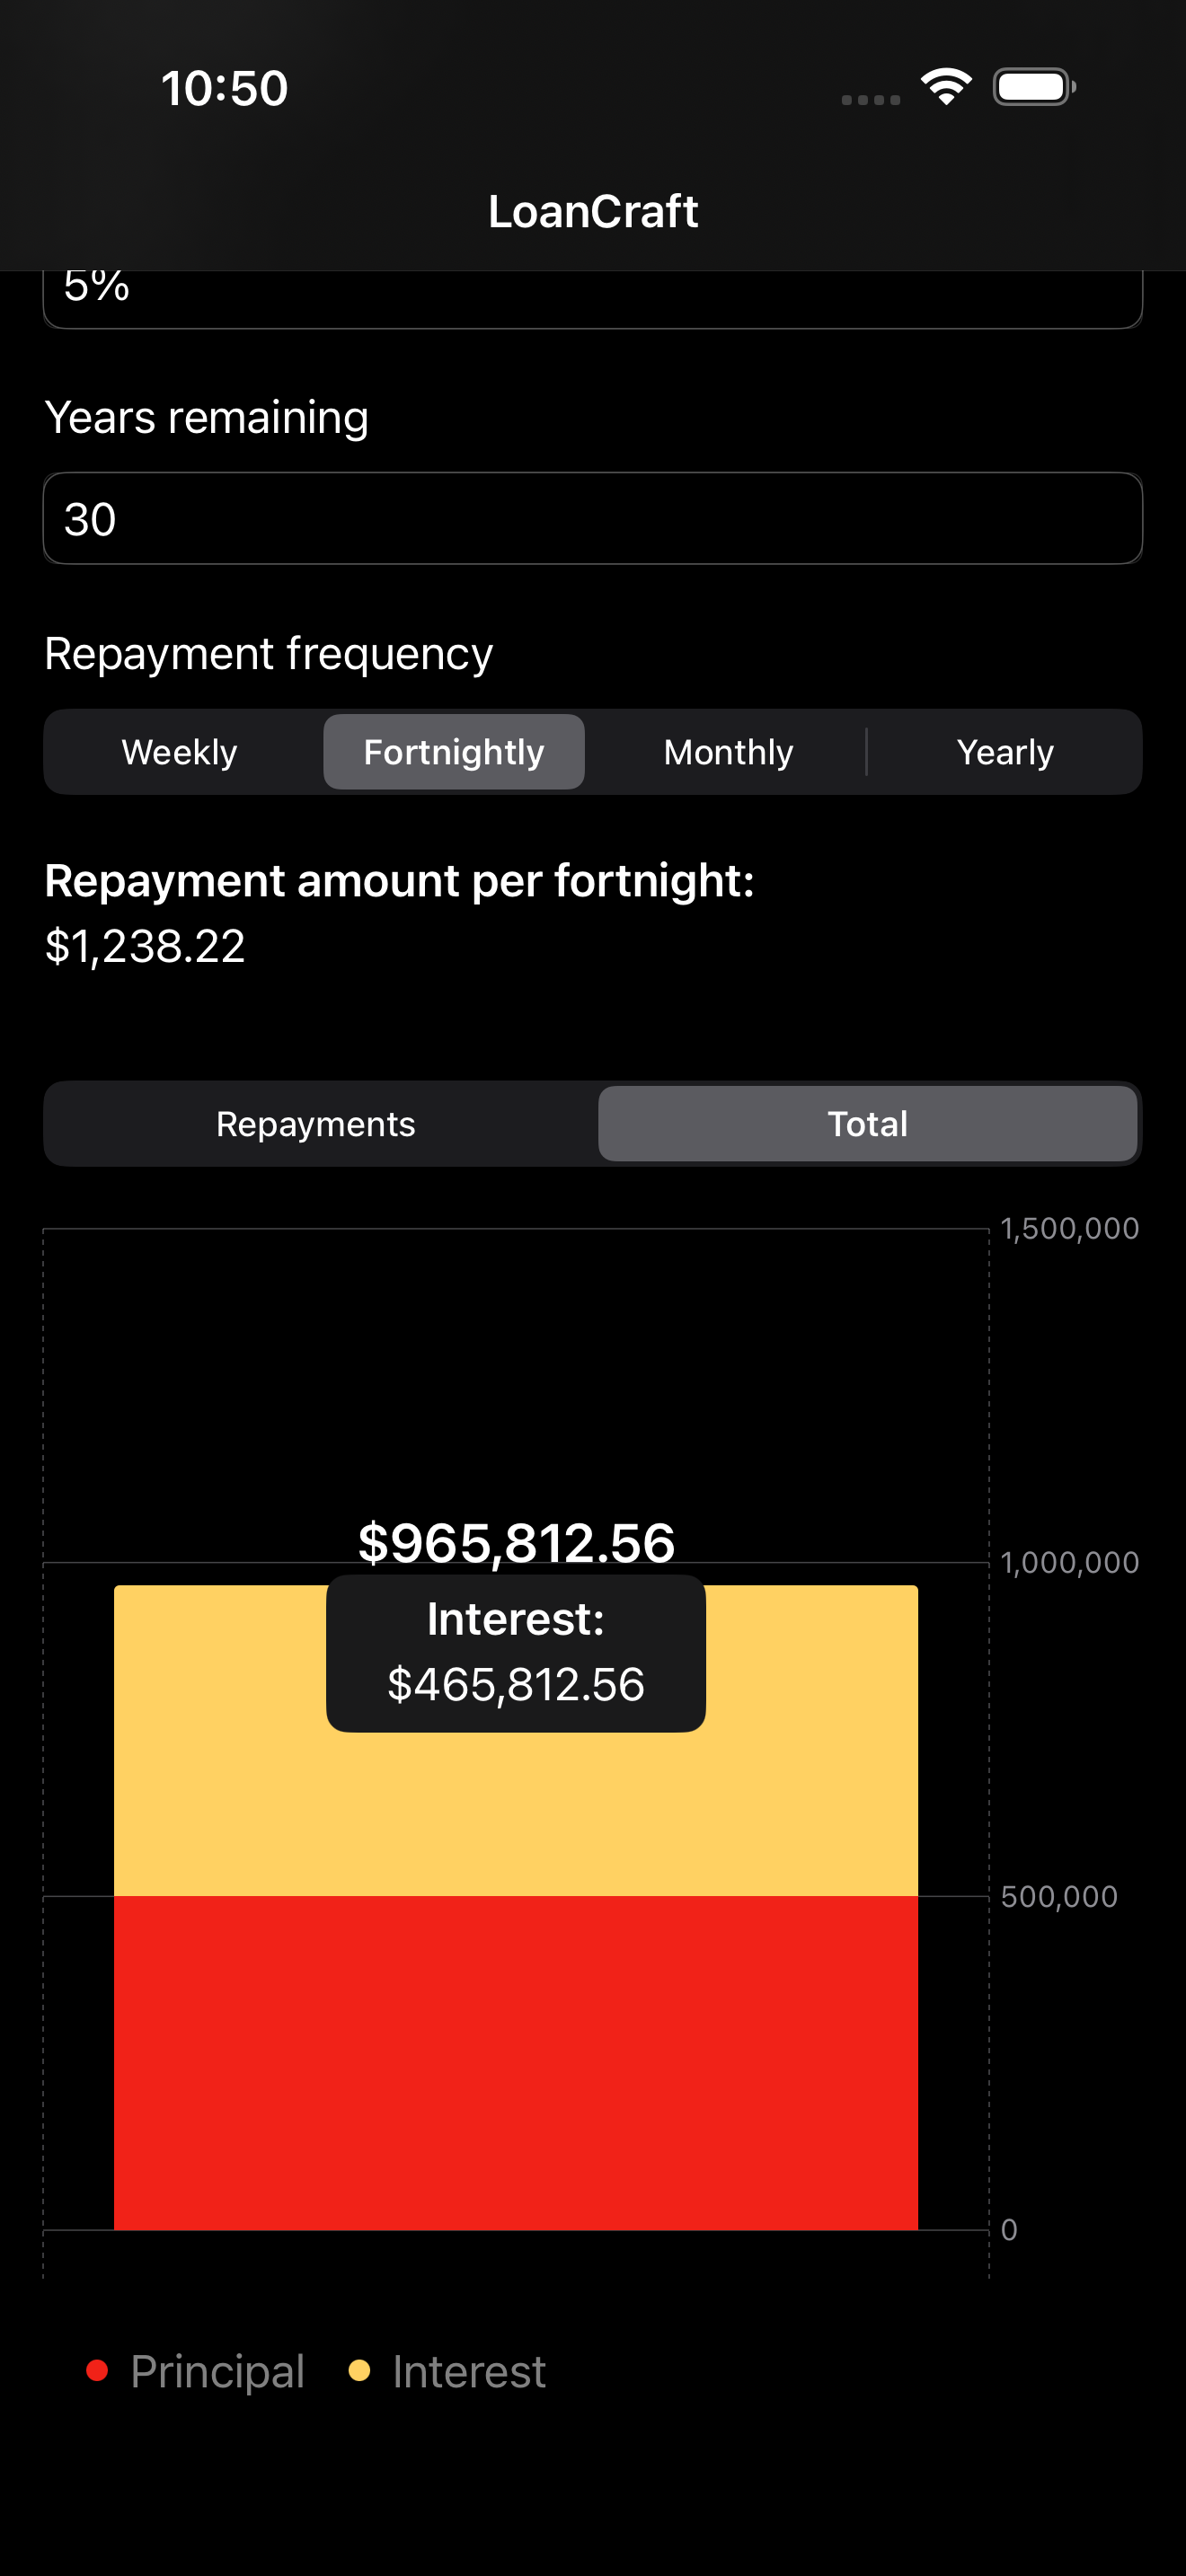 10:50
LoanCraft
5%
Years remaining
30
Repayment frequency
Weekly Fortnightly Monthly Yearly
Repayment amount per fortnight:
$1,238.22
Repayments Total
1,500,000
$965,812.56
1,000,000
Interest:
$465,812.56
500,000
0
Principal Interest